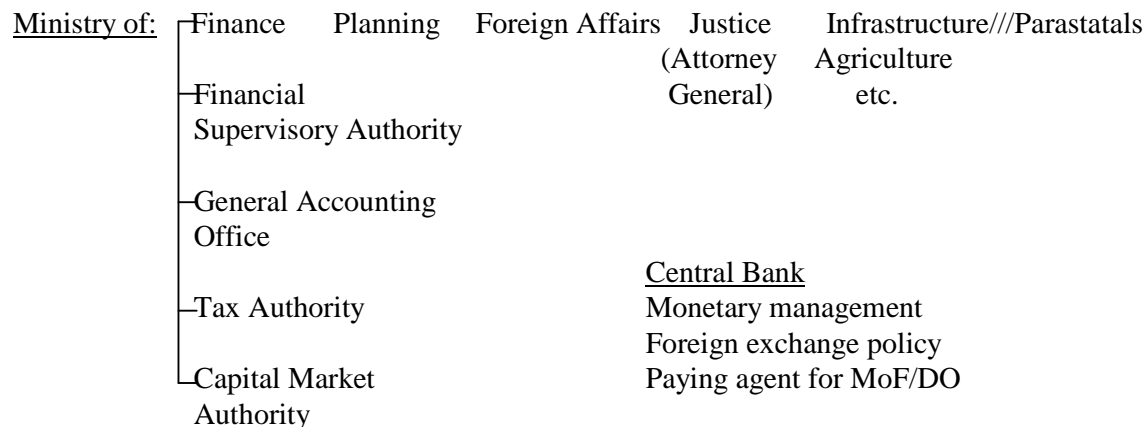 Ministry of: Finance Planning Foreign Affairs Justice Infrastructure///Parastatals
(Attorney Agriculture
Financial General) etc.
Supervisory Authority
General Accounting
Office
Central Bank
Tax Authority Monetary management
Foreign exchange policy
Capital Market Paying agent for MoF/DO
Authority